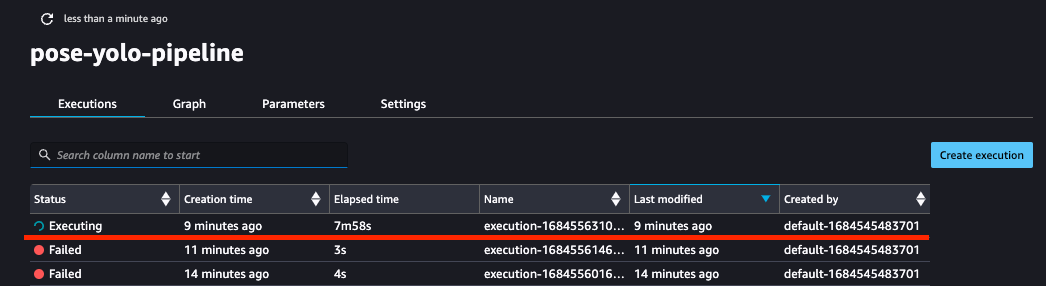 less than a minute ago
pose-yolo-pipeline
Executions Graph Parameters Settings
Search column name to start
Create execution
Status Creation time Elapsed time Name Last modified Created by
Executing 9 minutes ago 7m58s execution-1684556310... 9 minutes ago default-1684545483701
Failed 11 minutes ago 3s execution-1684556146... 11 minutes ago default-1684545483701
Failed 14 minutes ago 4s execution-1684556016... 14 minutes ago default-1684545483701